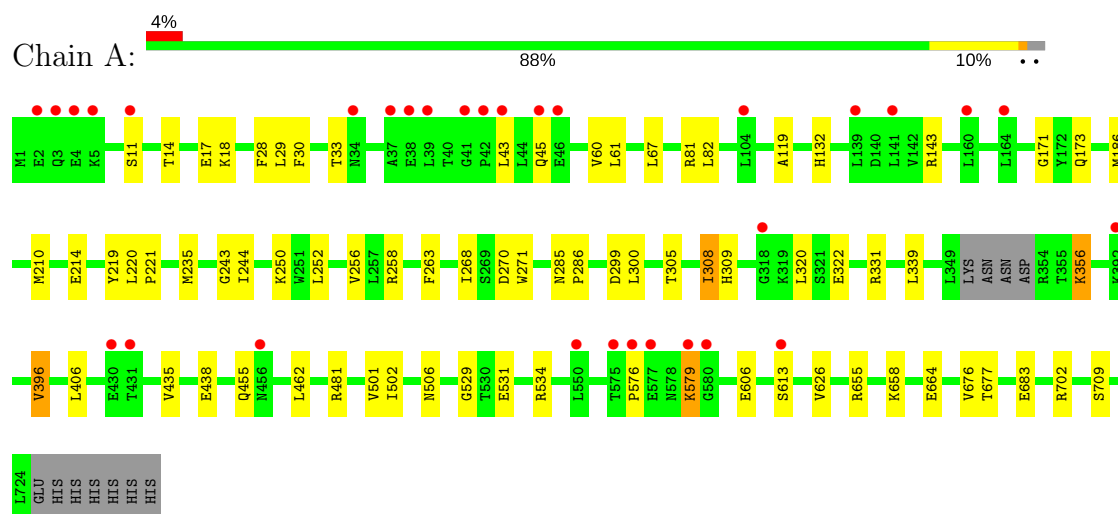 4%
Chain A:
88% 10% • •
M1 E2 Q3 E4 K5 S11 T14 E17 K18 F28 L29 F30 T33 N34 A37 E38 L39 T40 G41 P42 L43 L44 Q45 E46 V60 L61 L67 R81 L82 L104 A119 H132 L139 D140 L141 V142 R143 L160 L164 G171 Y172 Q173 M186
M210 E214 Y219 L220 P221 M235 G243 I244 K250 W251 L252 V256 L257 R258 F263 I268 S269 D270 W271 N285 P286 D299 L300 T305 I308 H309 G318 K319 L320 S321 E322 R331 L339 L349 LYS ASN ASN ASP R354 T355 K356 K392
V396 L406 E430 T431 V435 E438 Q455 N456 L462 R481 V501 I502 N506 G529 T530 E531 R534 L550 T575 P576 E577 N578 K579 G580 E606 S613 V626 R655 K658 E664 V676 T677 E683 R702 S709
L724 GLU HIS HIS HIS HIS HIS HIS